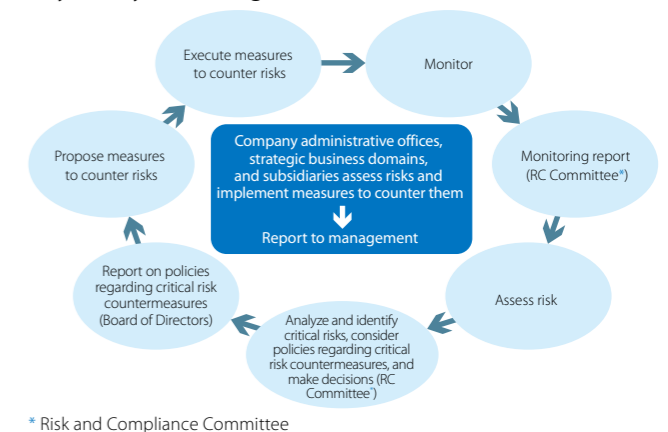 Execute measures
to counter risks
Monitor
Propose measures
to counter risks
Company administrative offices,
strategic business domains,
and subsidiaries assess risks and
implement measures to counter them
Report to management
Monitoring report
(RC Committee*)
Report on policies
regarding critical risk
countermeasures
(Board of Directors)
Assess risk
Analyze and identify
critical risks, consider
policies regarding critical
risk countermeasures, and
make decisions (RC
Committee*)
* Risk and Compliance Committee